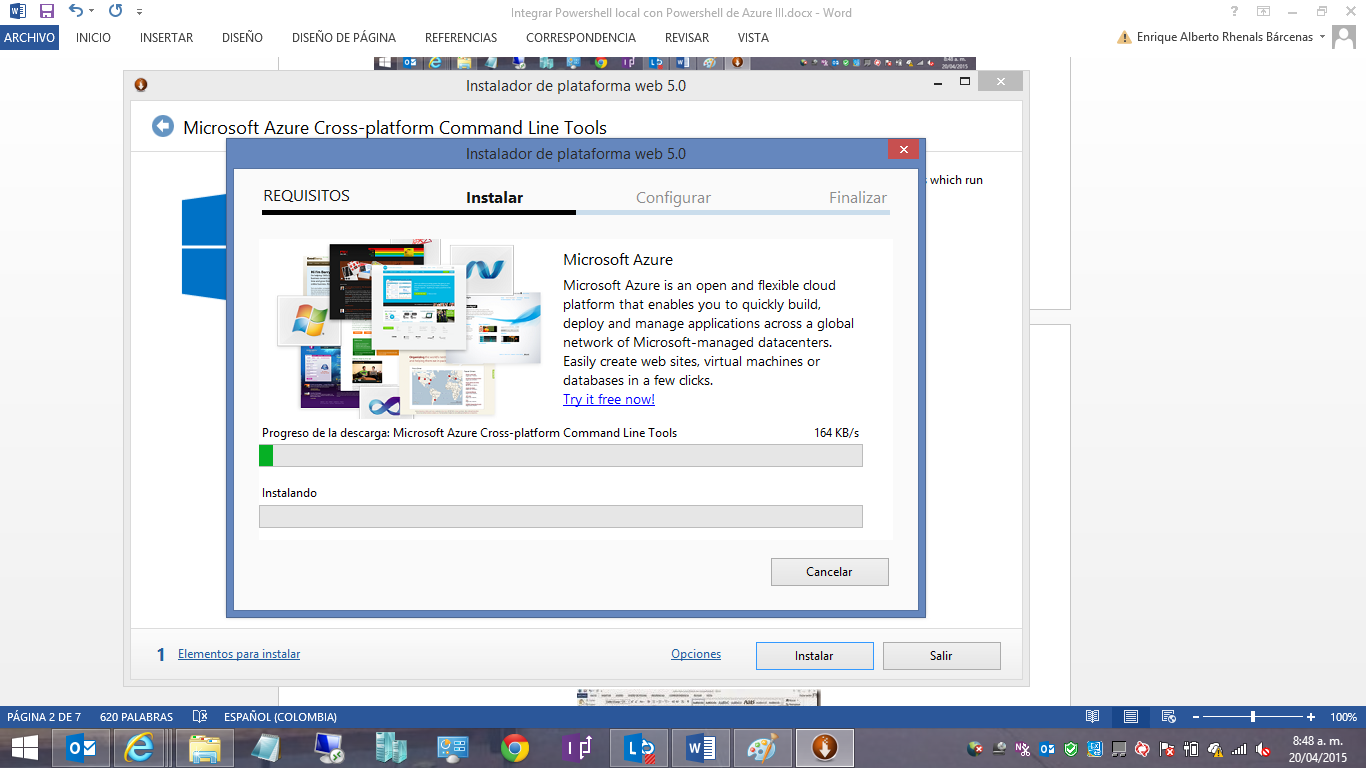 Integrar Powershell local con Powershell de Azure III.docx - Word
ARCHIVO INICIO INSERTAR DISEÑO DISEÑO DE PÁGINA REFERENCIAS CORRESPONDENCIA REVISAR VISTA
Enrique Alberto Rhenals Bárcenas
8:48 a. m.
20/04/2015
Instalador de plataforma web 5.0
Microsoft Azure Cross-platform Command Line Tools
which run
Instalador de plataforma web 5.0
REQUISITOS Instalar Configurar Finalizar
Microsoft Azure
Microsoft Azure is an open and flexible cloud
platform that enables you to quickly build,
deploy and manage applications across a global
network of Microsoft-managed datacenters.
Easily create web sites, virtual machines or
databases in a few clicks.
Try it free now!
Progreso de la descarga: Microsoft Azure Cross-platform Command Line Tools 164 KB/s
Instalando
Cancelar
1 Elementos para instalar Opciones Instalar Salir
PÁGINA 2 DE 7 620 PALABRAS ESPAÑOL (COLOMBIA) 100%
8:48 a. m.
20/04/2015